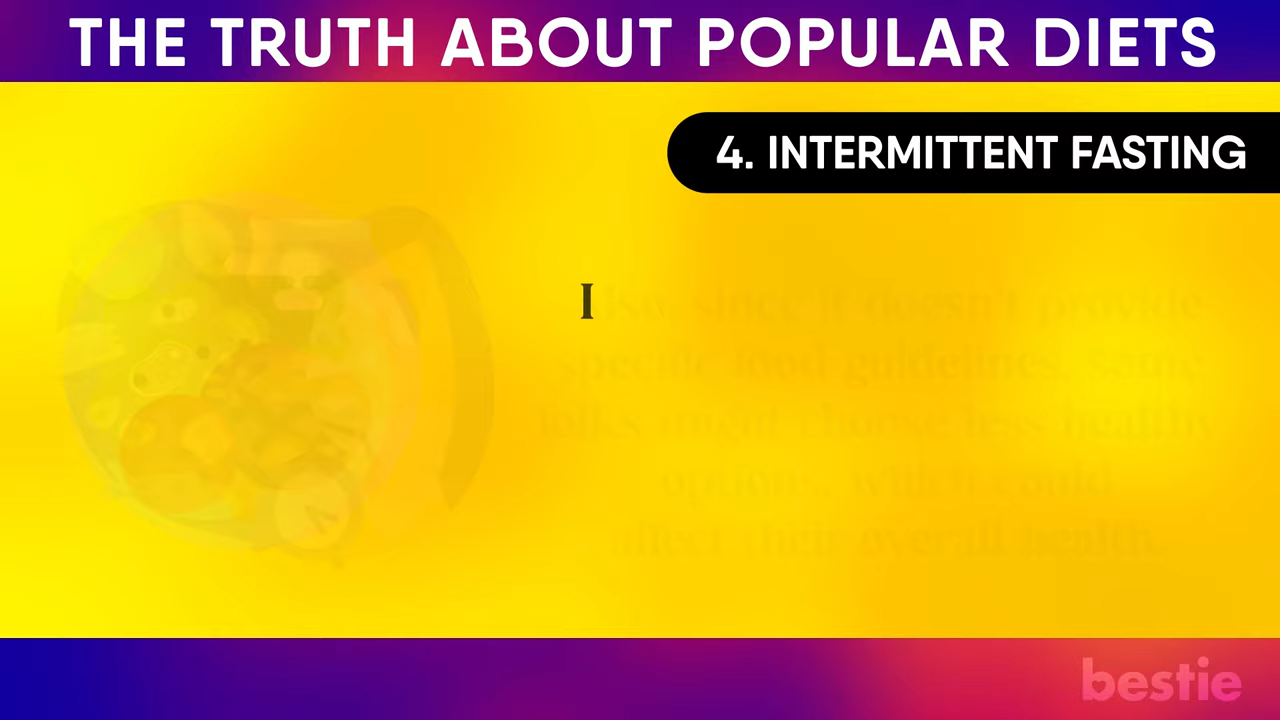 THE TRUTH ABOUT POPULAR DIETS
4. INTERMITTENT FASTING
I
Also, since it doesn't provide
specific food guidelines, some
folks might choose less healthy
options, which could
affect their overall health.
bestie